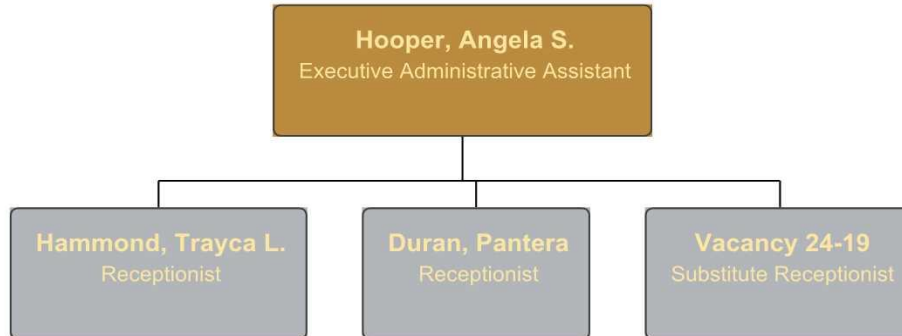 Hooper, Angela S.
Executive Administrative Assistant
Hammond, Trayca L.
Receptionist
Duran, Pantera
Receptionist
Vacancy 24-19
Substitute Receptionist